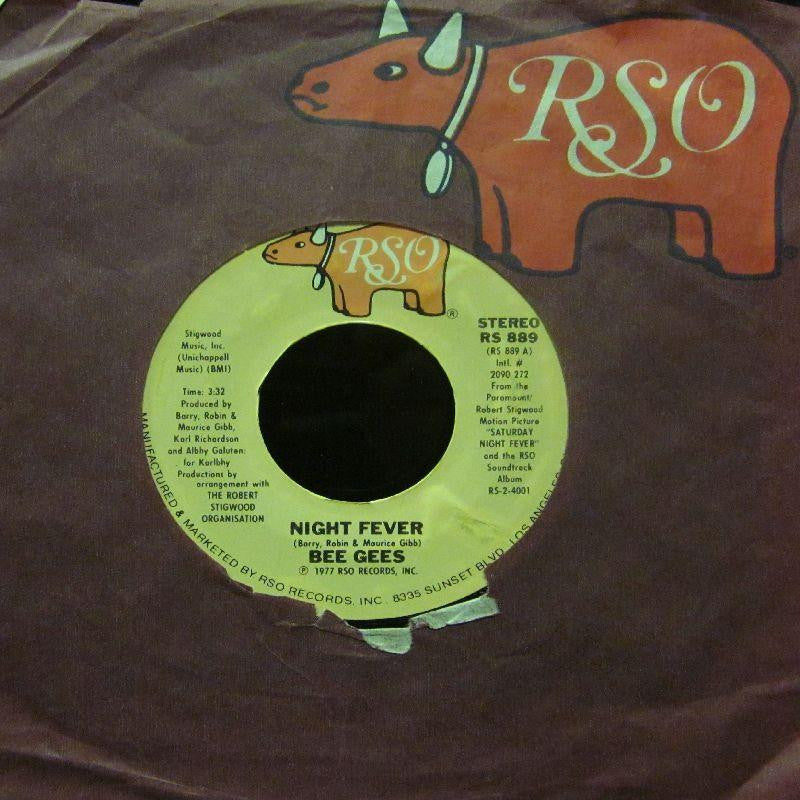 RSO
RSO
®
Stigwood
Music, Inc.
(Unichappell
Music) (BMI)
Time: 3:32
Produced by
Barry, Robin &
Maurice Gibb,
Karl Richardson
and Albhy Galuten:
for Karlbhy
Productions by
arrangement with
THE ROBERT
STIGWOOD
ORGANISATION
STEREO
RS 889
(RS 889 A)
Intl. #
2090 272
From the
Paramount/
Robert Stigwood
Motion Picture
"SATURDAY
NIGHT FEVER"
and the RSO
Soundtrack
Album
RS-2-4001
NIGHT FEVER
(Barry, Robin & Maurice Gibb)
BEE GEES
℗ 1977 RSO RECORDS, INC.
MANUFACTURED & MARKETED BY RSO RECORDS, INC. 8335 SUNSET BLVD. LOS ANGELES